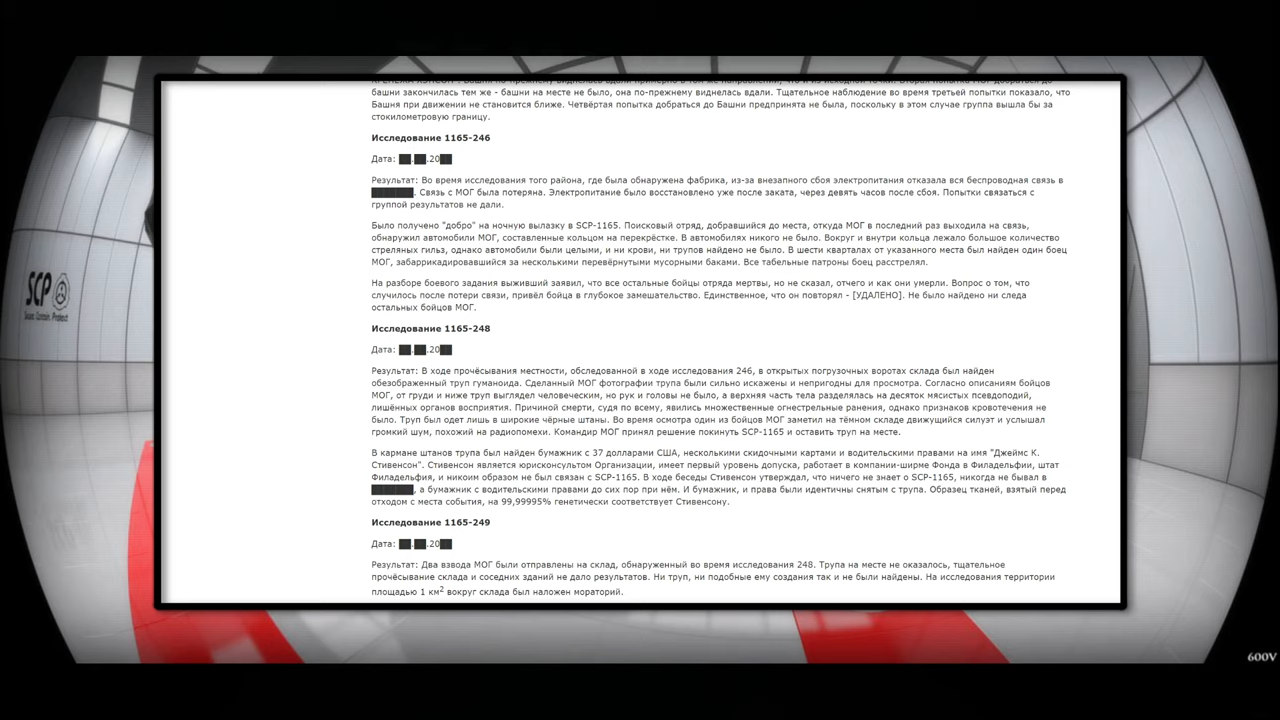 башни закончилась тем же - башни на месте не было, она по-прежнему виднелась вдали. Тщательное наблюдение во время третьей попытки показало, что
Башня при движении не становится ближе. Четвёртая попытка добраться до Башни предпринята не была, поскольку в этом случае группа вышла бы за
стокилометровую границу.
Исследование 1165-246
Дата: ██.██.20██
Результат: Во время исследования того района, где была обнаружена фабрика, из-за внезапного сбоя электропитания отказала вся беспроводная связь в
███████. Связь с МОГ была потеряна. Электропитание было восстановлено уже после заката, через девять часов после сбоя. Попытки связаться с
группой результатов не дали.
Было получено "добро" на ночную вылазку в SCP-1165. Поисковый отряд, добравшийся до места, откуда МОГ в последний раз выходила на связь,
обнаружил автомобили МОГ, составленные кольцом на перекрёстке. В автомобилях никого не было. Вокруг и внутри кольца лежало большое количество
стреляных гильз, однако автомобили были целыми, и ни крови, ни трупов найдено не было. В шести кварталах от указанного места был найден один боец
МОГ, забаррикадировавшийся за несколькими перевёрнутыми мусорными баками. Все табельные патроны боец расстрелял.
На разборе боевого задания выживший заявил, что все остальные бойцы отряда мертвы, но не сказал, отчего и как они умерли. Вопрос о том, что
случилось после потери связи, привёл бойца в глубокое замешательство. Единственное, что он повторял - [УДАЛЕНО]. Не было найдено ни следа
остальных бойцов МОГ.
Исследование 1165-248
Дата: ██.██.20██
Результат: В ходе прочёсывания местности, обследованной в ходе исследования 246, в открытых погрузочных воротах склада был найден
обезображенный труп гуманоида. Сделанный МОГ фотографии трупа были сильно искажены и непригодны для просмотра. Согласно описаниям бойцов
МОГ, от груди и ниже труп выглядел человеческим, но рук и головы не было, а верхняя часть тела разделялась на десяток мясистых псевдоподий,
лишённых органов восприятия. Причиной смерти, судя по всему, явились множественные огнестрельные ранения, однако признаков кровотечения не
было. Труп был одет лишь в широкие чёрные штаны. Во время осмотра один из бойцов МОГ заметил на тёмном складе движущийся силуэт и услышал
громкий шум, похожий на радиопомехи. Командир МОГ принял решение покинуть SCP-1165 и оставить труп на месте.
В кармане штанов трупа был найден бумажник с 37 долларами США, несколькими скидочными картами и водительскими правами на имя "Джеймс К.
Стивенсон". Стивенсон является юрисконсультом Организации, имеет первый уровень допуска, работает в компании-ширме Фонда в Филадельфии, штат
Филадельфия, и никоим образом не был связан с SCP-1165. В ходе беседы Стивенсон утверждал, что ничего не знает о SCP-1165, никогда не бывал в
███████, а бумажник с водительскими правами до сих пор при нём. И бумажник, и права были идентичны снятым с трупа. Образец тканей, взятый перед
отходом с места события, на 99,99995% генетически соответствует Стивенсону.
Исследование 1165-249
Дата: ██.██.20██
Результат: Два взвода МОГ были отправлены на склад, обнаруженный во время исследования 248. Трупа на месте не оказалось, тщательное
прочёсывание склада и соседних зданий не дало результатов. Ни труп, ни подобные ему создания так и не были найдены. На исследования территории
площадью 1 км2 вокруг склада был наложен мораторий.
SCP
Secure. Contain. Protect
600V